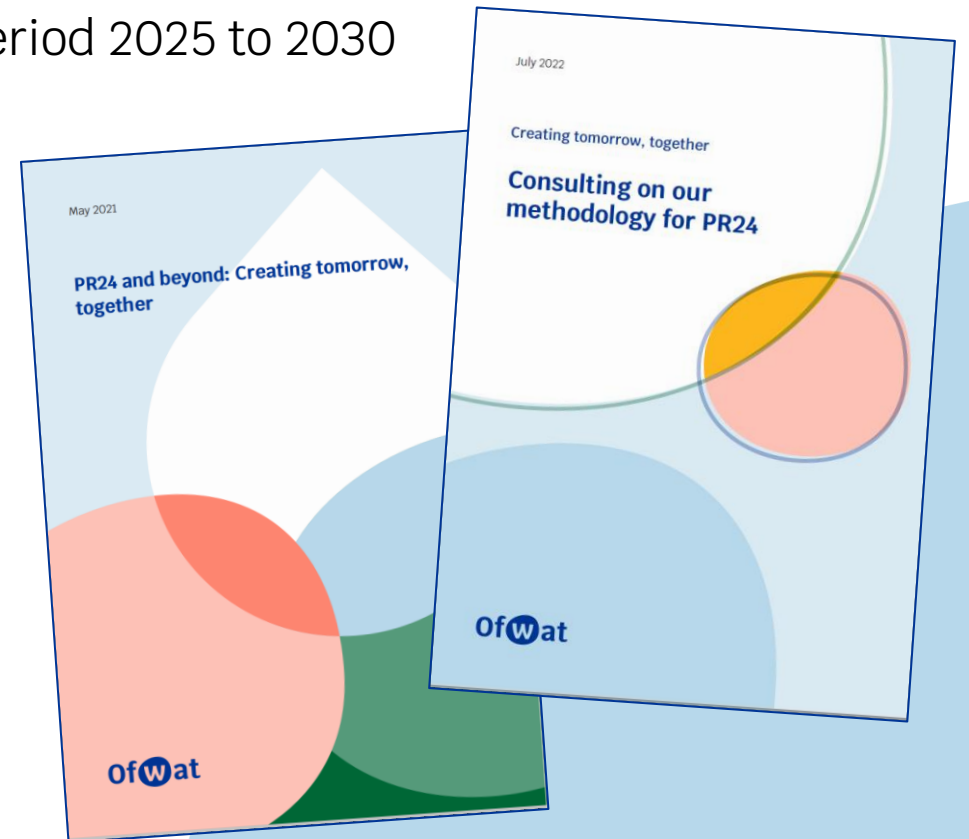 eriod 2025 to 2030
May 2021
PR24 and beyond: Creating tomorrow,
together
Ofwat
July 2022
Creating tomorrow, together
Consulting on our
methodology for PR24
Ofwat